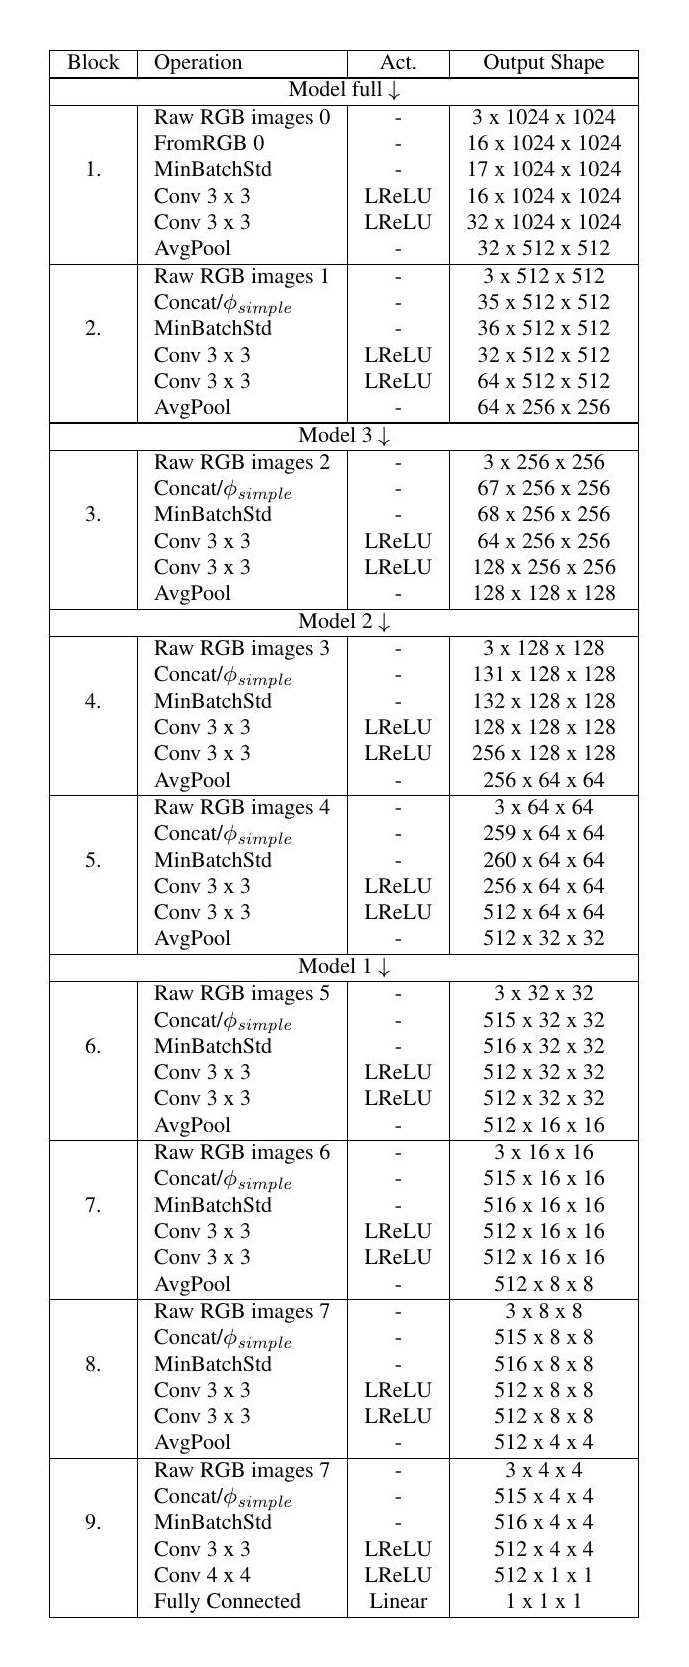 Block Operation Act. Output Shape
Model full ↓
Raw RGB images 0 - 3 x 1024 x 1024
FromRGB 0 - 16 x 1024 x 1024
1. MinBatchStd - 17 x 1024 x 1024
Conv 3 x 3 LReLU 16 x 1024 x 1024
Conv 3 x 3 LReLU 32 x 1024 x 1024
AvgPool - 32 x 512 x 512
Raw RGB images 1 - 3 x 512 x 512
Concat/ϕsimple - 35 x 512 x 512
2. MinBatchStd - 36 x 512 x 512
Conv 3 x 3 LReLU 32 x 512 x 512
Conv 3 x 3 LReLU 64 x 512 x 512
AvgPool - 64 x 256 x 256
Model 3 ↓
Raw RGB images 2 - 3 x 256 x 256
Concat/ϕsimple - 67 x 256 x 256
3. MinBatchStd - 68 x 256 x 256
Conv 3 x 3 LReLU 64 x 256 x 256
Conv 3 x 3 LReLU 128 x 256 x 256
AvgPool - 128 x 128 x 128
Model 2 ↓
Raw RGB images 3 - 3 x 128 x 128
Concat/ϕsimple - 131 x 128 x 128
4. MinBatchStd - 132 x 128 x 128
Conv 3 x 3 LReLU 128 x 128 x 128
Conv 3 x 3 LReLU 256 x 128 x 128
AvgPool - 256 x 64 x 64
Raw RGB images 4 - 3 x 64 x 64
Concat/ϕsimple - 259 x 64 x 64
5. MinBatchStd - 260 x 64 x 64
Conv 3 x 3 LReLU 256 x 64 x 64
Conv 3 x 3 LReLU 512 x 64 x 64
AvgPool - 512 x 32 x 32
Model 1 ↓
Raw RGB images 5 - 3 x 32 x 32
Concat/ϕsimple - 515 x 32 x 32
6. MinBatchStd - 516 x 32 x 32
Conv 3 x 3 LReLU 512 x 32 x 32
Conv 3 x 3 LReLU 512 x 32 x 32
AvgPool - 512 x 16 x 16
Raw RGB images 6 - 3 x 16 x 16
Concat/ϕsimple - 515 x 16 x 16
7. MinBatchStd - 516 x 16 x 16
Conv 3 x 3 LReLU 512 x 16 x 16
Conv 3 x 3 LReLU 512 x 16 x 16
AvgPool - 512 x 8 x 8
Raw RGB images 7 - 3 x 8 x 8
Concat/ϕsimple - 515 x 8 x 8
8. MinBatchStd - 516 x 8 x 8
Conv 3 x 3 LReLU 512 x 8 x 8
Conv 3 x 3 LReLU 512 x 8 x 8
AvgPool - 512 x 4 x 4
Raw RGB images 7 - 3 x 4 x 4
Concat/ϕsimple - 515 x 4 x 4
9. MinBatchStd - 516 x 4 x 4
Conv 3 x 3 LReLU 512 x 4 x 4
Conv 4 x 4 LReLU 512 x 1 x 1
Fully Connected Linear 1 x 1 x 1